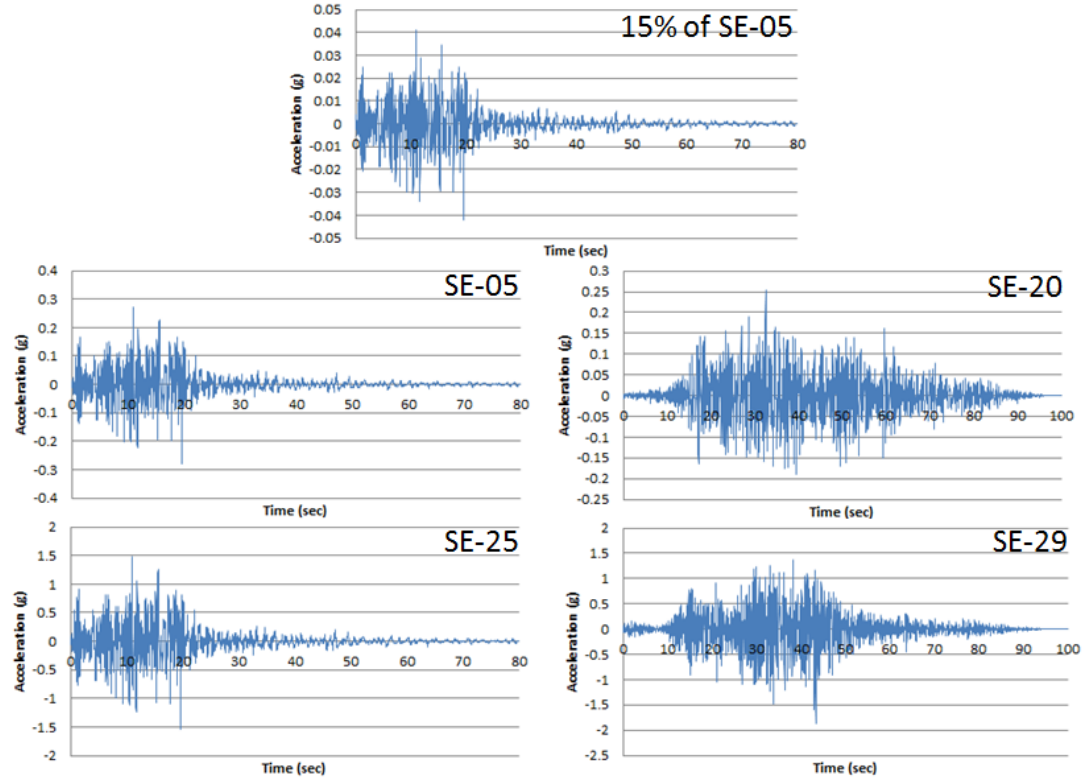 15% of SE-05
Acceleration (g)
0.05
0.04
0.03
0.02
0.01
0
-0.01
-0.02
-0.03
-0.04
-0.05
0 10 20 30 40 50 60 70 80
Time (sec)
SE-05
Acceleration (g)
0.4
0.3
0.2
0.1
0
-0.1
-0.2
-0.3
-0.4
0 10 20 30 40 50 60 70 80
Time (sec)
SE-20
Acceleration (g)
0.3
0.25
0.2
0.15
0.1
0.05
0
-0.05
-0.1
-0.15
-0.2
-0.25
0 10 20 30 40 50 60 70 80 90 100
Time (sec)
SE-25
Acceleration (g)
2
1.5
1
0.5
0
-0.5
-1
-1.5
-2
0 10 20 30 40 50 60 70 80
Time (sec)
SE-29
Acceleration (g)
2
1.5
1
0.5
0
-0.5
-1
-1.5
-2
-2.5
0 10 20 30 40 50 60 70 80 90 100
Time (sec)